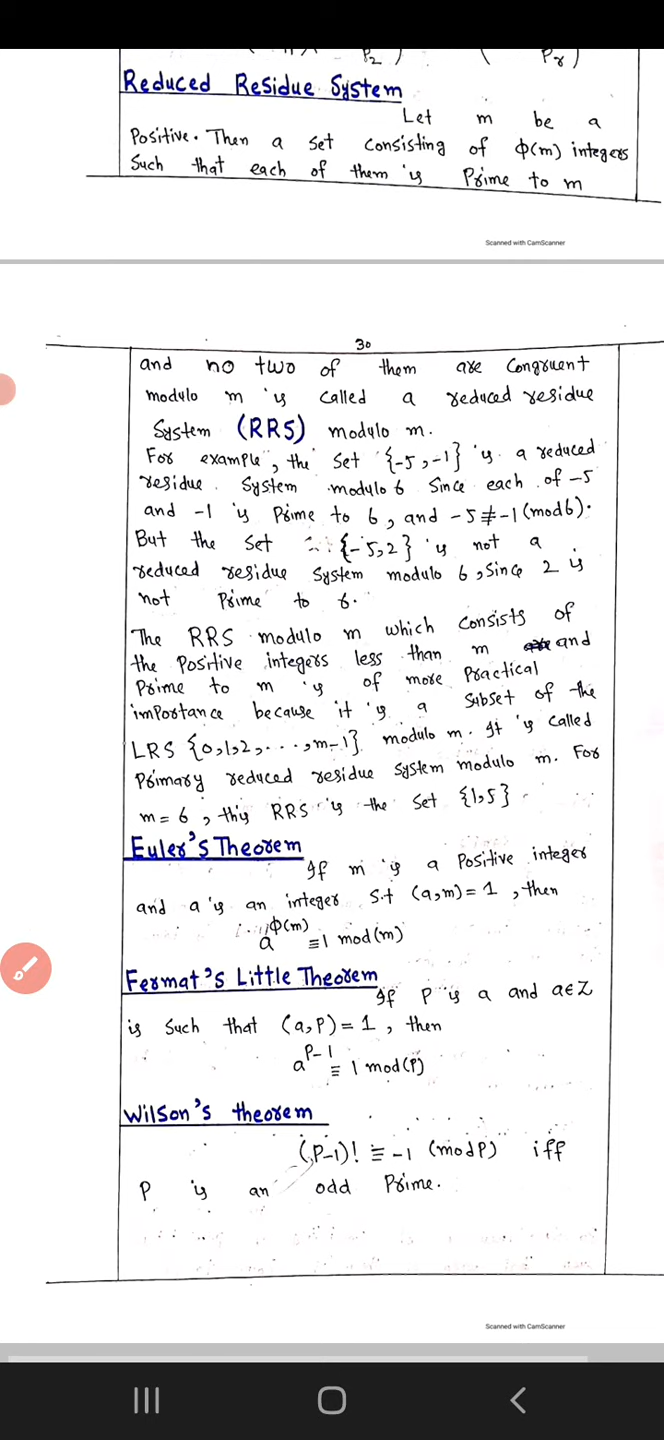 P2 ) ( Pr )
Reduced Residue System
Let m be a
Positive. Then a set consisting of ϕ(m) integers
Such that each of them is Prime to m
Scanned with CamScanner
30
and no two of them are Congruent
modulo m is called a reduced residue
System (RRS) modulo m.
For example, the set {-5,-1} is a reduced
residue System modulo 6 Since each of -5
and -1 is Prime to 6, and -5≢-1(mod6).
But the set {-5,2} is not a
reduced residue System modulo 6, Since 2 is
not Prime to 6.
The RRS modulo m which Consists of
the Positive integers less than m and
Prime to m is of more Practical
importance because it is a subset of the
LRS {0,1,2,...,m-1} modulo m. It is Called
Primary reduced residue System modulo m. For
m=6, this RRS is the Set {1,5}
Euler's Theorem
If m is a Positive integer
and a is an integer S.t (a,m)=1, then
a^ϕ(m) ≡1 mod(m)
Fermat's Little Theorem
If P is a and a∈Z
is Such that (a,P)=1, then
a^P-1 ≡ 1 mod(P)
Wilson's theorem
(P-1)! ≡ -1 (modP) iff
P is an odd Prime.
Scanned with CamScanner